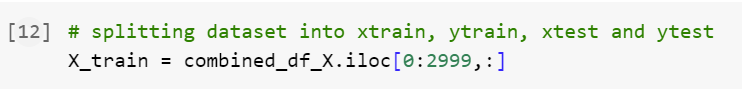 [12] # splitting dataset into xtrain, ytrain, xtest and ytest
X_train = combined_df_X.iloc[0:2999,:]